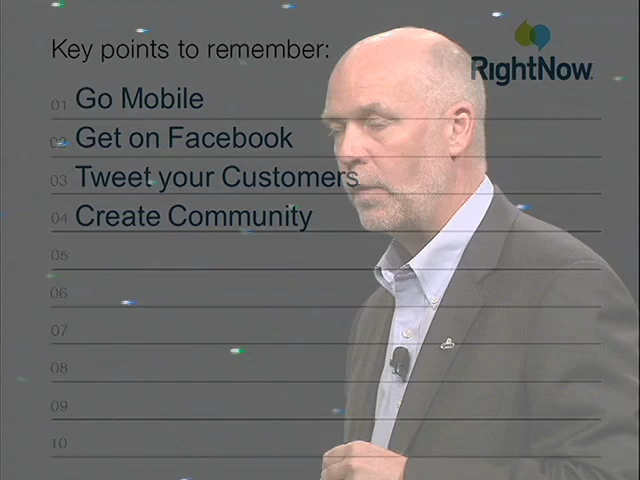 Key points to remember:
RightNow
01 Go Mobile
02 Get on Facebook
03 Tweet your Customers
04 Create Community
05
06
07
08
09
10